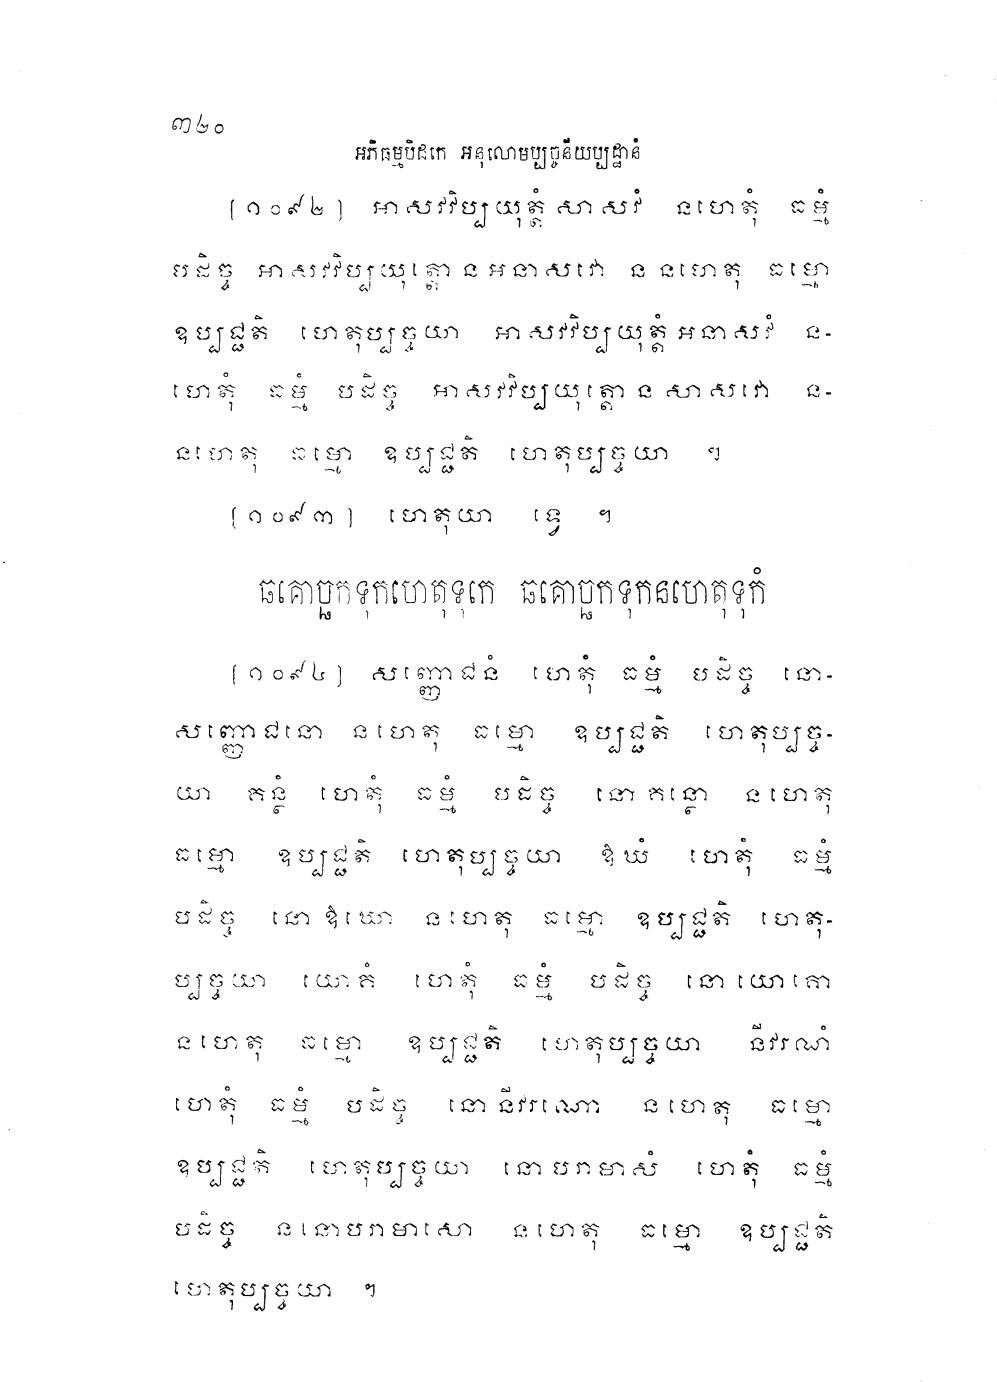 ៣២០
អភិធម្មបិដកេ អនុលោមប្បច្ចនីយប្បដ្ឋានំ
[១០៩២] អាសវវិប្បយុត្តំសាសវំ នហេតុំ ធម្មំ
បដិច្ច អាសវវិប្បយុត្តោនអនាសវោ ននហេតុ ធម្មោ
ឧប្បជ្ជតិ ហេតុប្បច្ចយា អាសវវិប្បយុត្តំអនាសវំ ន-
ហេតុំ ធម្មំ បដិច្ច អាសវវិប្បយុត្តោនសាសវោ ន-
នហេតុ ធម្មោ ឧប្បជ្ជតិ ហេតុប្បច្ចយា ។
[១០៩៣] ហេតុយា ទ្វេ ។
ធគោច្ឆកទុកហេតុទុកេ ធគោច្ឆកទុកនហេតុទុកំ
[១០៩៤] សញ្ញោជនំ ហេតុំ ធម្មំ បដិច្ច នោ-
សញ្ញោជនោ នហេតុ ធម្មោ ឧប្បជ្ជតិ ហេតុប្បច្ច-
យា គន្ថំ ហេតុំ ធម្មំ បដិច្ច នោគន្ថោ នហេតុ
ធម្មោ ឧប្បជ្ជតិ ហេតុប្បច្ចយា ឱឃំ ហេតុំ ធម្មំ
បដិច្ច នោឱឃោ នហេតុ ធម្មោ ឧប្បជ្ជតិ ហេតុ-
ប្បច្ចយា យោគំ ហេតុំ ធម្មំ បដិច្ច នោយោគោ
នហេតុ ធម្មោ ឧប្បជ្ជតិ ហេតុប្បច្ចយា នីវរណំ
ហេតុំ ធម្មំ បដិច្ច នោនីវរណោ នហេតុ ធម្មោ
ឧប្បជ្ជតិ ហេតុប្បច្ចយា នោបរាមាសំ ហេតុំ ធម្មំ
បដិច្ច ននោបរាមាសោ នហេតុ ធម្មោ ឧប្បជ្ជតិ
ហេតុប្បច្ចយា ។